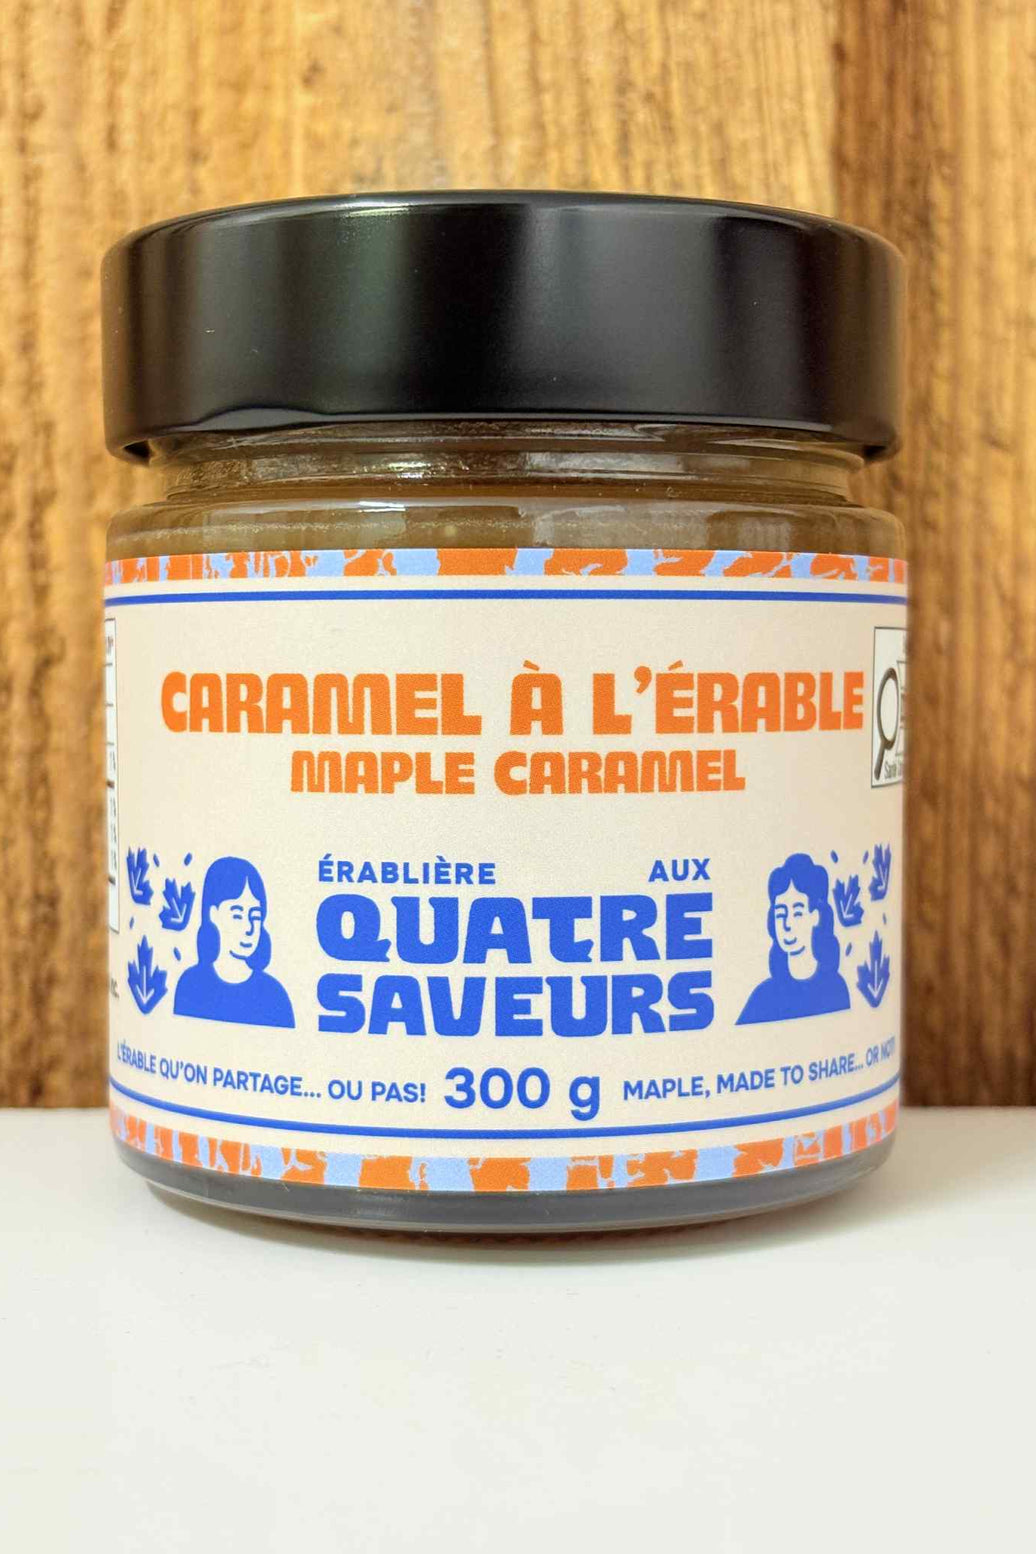 CARAMEL À L'ÉRABLE
MAPLE CARAMEL
ÉRABLIÈRE AUX
QUATRE
SAVEURS
L'ÉRABLE QU'ON PARTAGE... OU PAS! 300 g MAPLE, MADE TO SHARE... OR NOT!